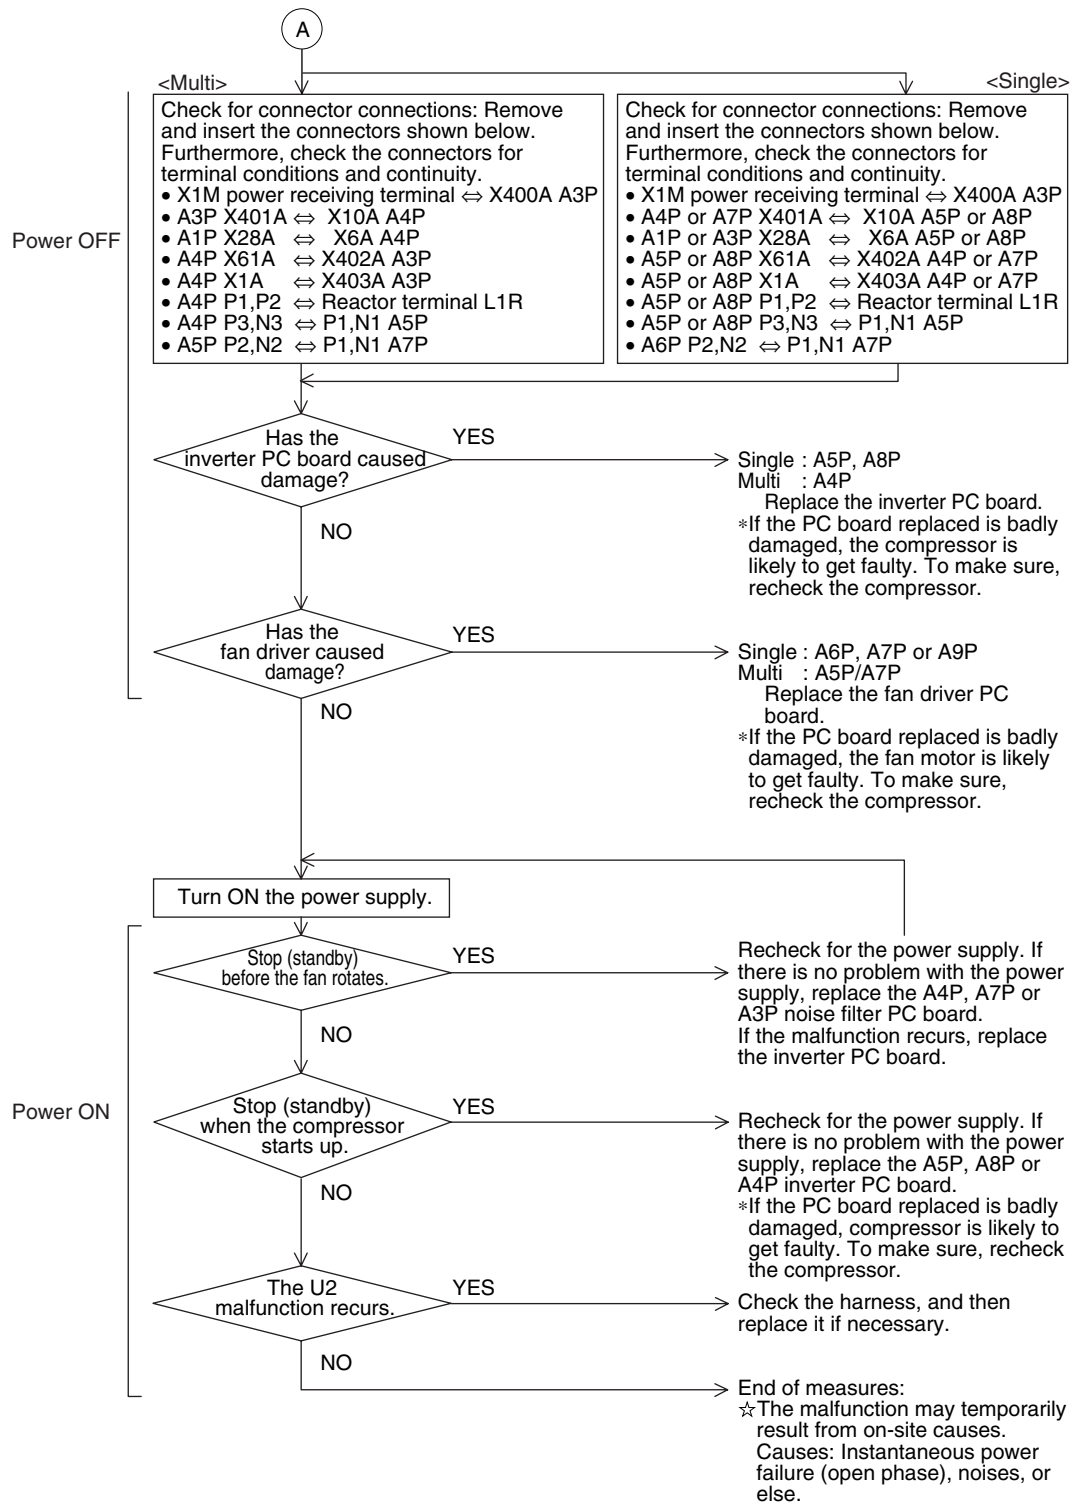 A
<Multi>
<Single>
Power OFF
Check for connector connections: Remove
and insert the connectors shown below.
Furthermore, check the connectors for
terminal conditions and continuity.
• X1M power receiving terminal ⇔ X400A A3P
• A3P X401A ⇔ X10A A4P
• A1P X28A ⇔ X6A A4P
• A4P X61A ⇔ X402A A3P
• A4P X1A ⇔ X403A A3P
• A4P P1,P2 ⇔ Reactor terminal L1R
• A4P P3,N3 ⇔ P1,N1 A5P
• A5P P2,N2 ⇔ P1,N1 A7P
Check for connector connections: Remove
and insert the connectors shown below.
Furthermore, check the connectors for
terminal conditions and continuity.
• X1M power receiving terminal ⇔ X400A A3P
• A4P or A7P X401A ⇔ X10A A5P or A8P
• A1P or A3P X28A ⇔ X6A A5P or A8P
• A5P or A8P X61A ⇔ X402A A4P or A7P
• A5P or A8P X1A ⇔ X403A A4P or A7P
• A5P or A8P P1,P2 ⇔ Reactor terminal L1R
• A5P or A8P P3,N3 ⇔ P1,N1 A5P
• A6P P2,N2 ⇔ P1,N1 A7P
Has the
inverter PC board caused
damage?
YES
NO
Single : A5P, A8P
Multi : A4P
Replace the inverter PC board.
*If the PC board replaced is badly
damaged, the compressor is
likely to get faulty. To make sure,
recheck the compressor.
Has the
fan driver caused
damage?
YES
NO
Single : A6P, A7P or A9P
Multi : A5P/A7P
Replace the fan driver PC
board.
*If the PC board replaced is badly
damaged, the fan motor is likely
to get faulty. To make sure,
recheck the compressor.
Turn ON the power supply.
Power ON
Stop (standby)
before the fan rotates.
YES
NO
Recheck for the power supply. If
there is no problem with the power
supply, replace the A4P, A7P or
A3P noise filter PC board.
If the malfunction recurs, replace
the inverter PC board.
Stop (standby)
when the compressor
starts up.
YES
NO
Recheck for the power supply. If
there is no problem with the power
supply, replace the A5P, A8P or
A4P inverter PC board.
*If the PC board replaced is badly
damaged, compressor is likely to
get faulty. To make sure, recheck
the compressor.
The U2
malfunction recurs.
YES
NO
Check the harness, and then
replace it if necessary.
End of measures:
☆The malfunction may temporarily
result from on-site causes.
Causes: Instantaneous power
failure (open phase), noises, or
else.